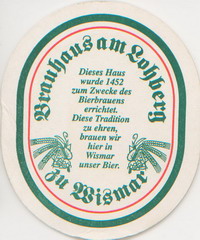 Brauhaus am Lohberg
Dieses Haus
wurde 1452
zum Zwecke des
Bierbrauens
errichtet.
Diese Tradition
zu ehren,
brauen wir
hier in
Wismar
unser Bier.
zu Wismar